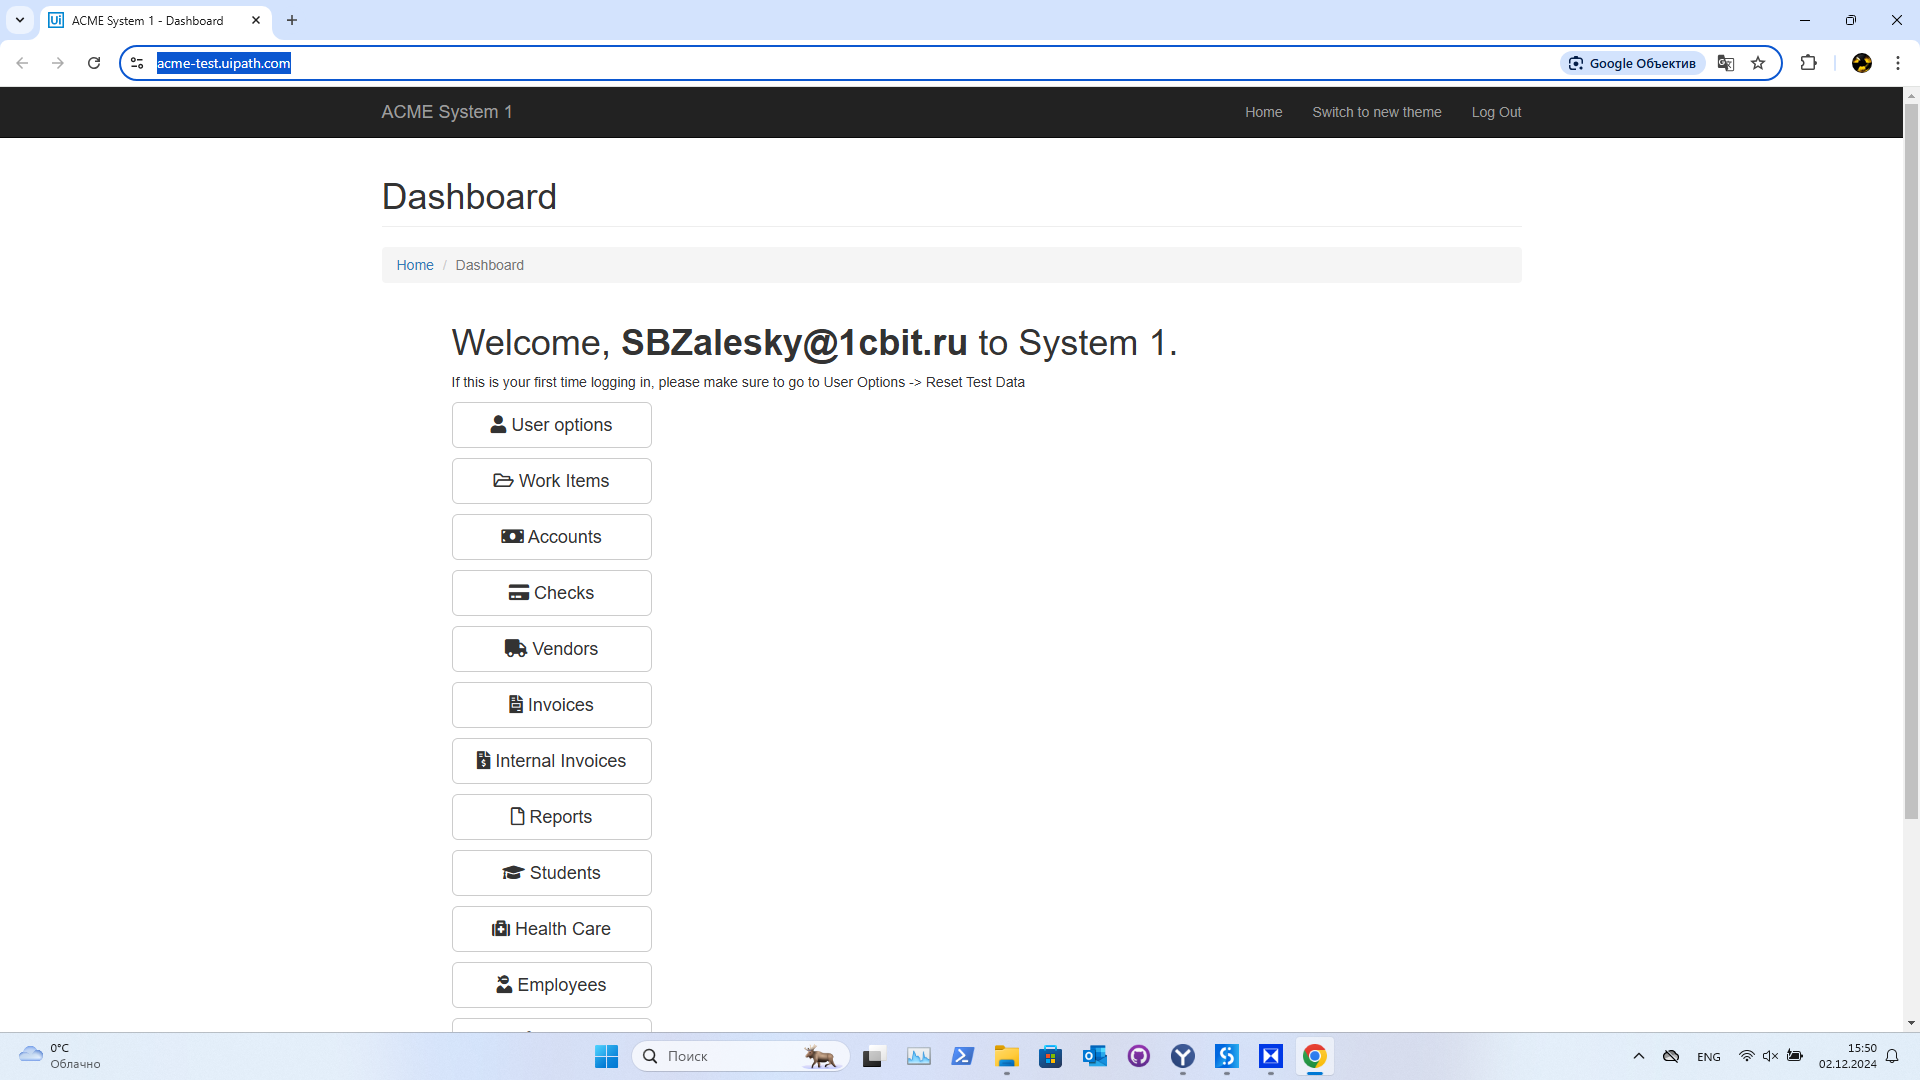 ACME System 1 - Dashboard
acme-test.uipath.com
Google Объектив
ACME System 1
Home
Switch to new theme
Log Out
Dashboard
Home / Dashboard
Welcome, SBZalesky@1cbit.ru to System 1.
If this is your first time logging in, please make sure to go to User Options -> Reset Test Data
User options
Work Items
Accounts
Checks
Vendors
Invoices
Internal Invoices
Reports
Students
Health Care
Employees
0°C
Облачно
Поиск
ENG
15:50
02.12.2024